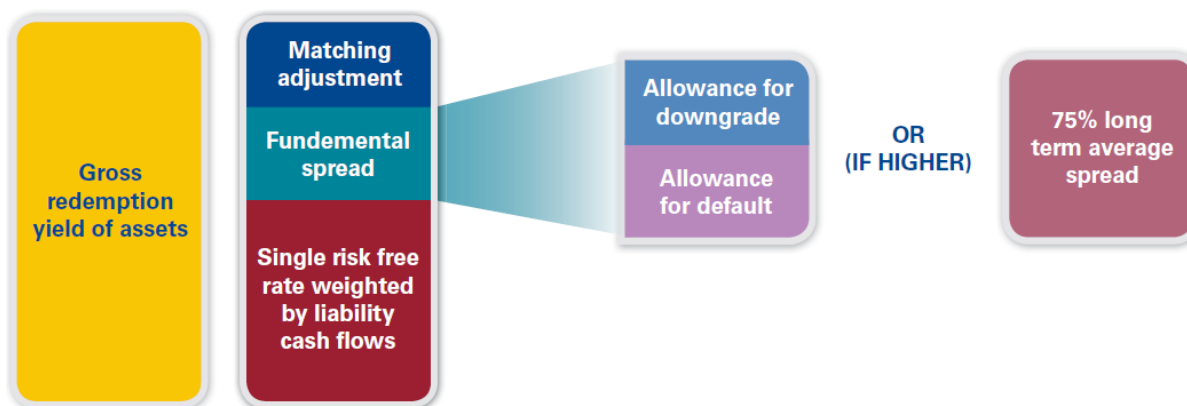 Gross
redemption
yield of assets
Matching
adjustment
Fundemental
spread
Single risk free
rate weighted
by liability
cash flows
Allowance for
downgrade
Allowance
for default
OR
(IF HIGHER)
75% long
term average
spread